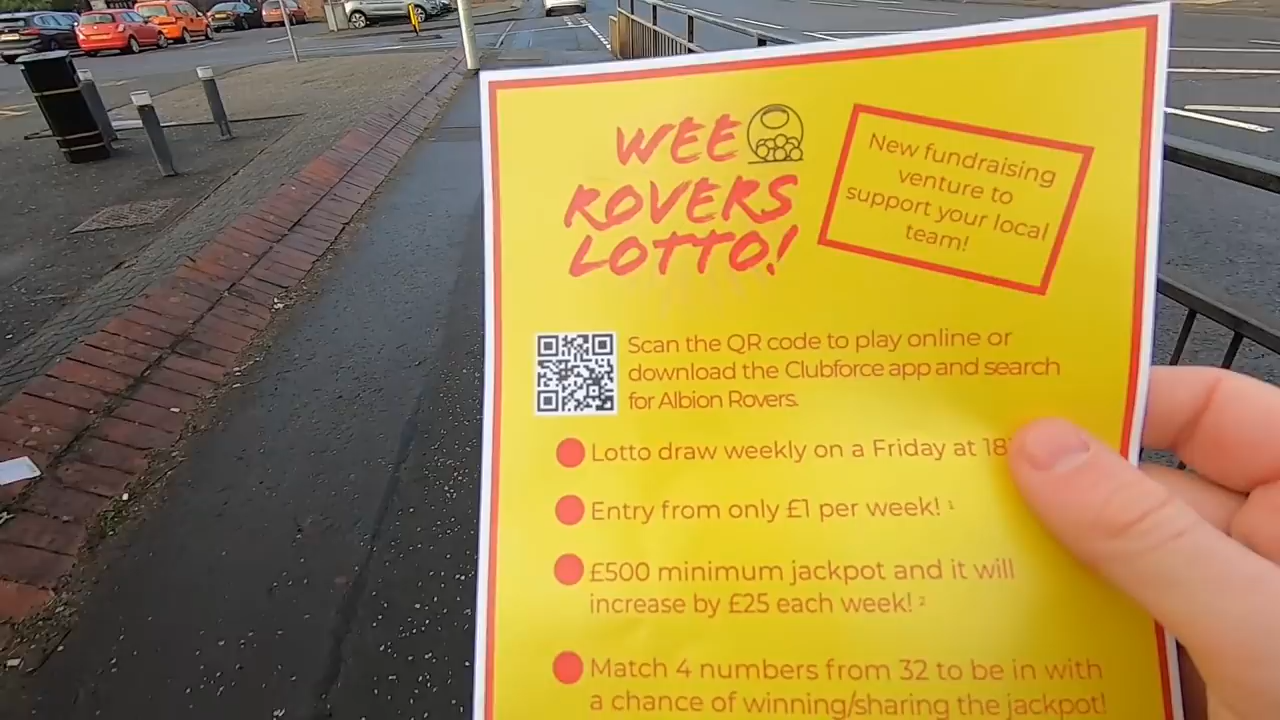 WEE
ROVERS
LOTTO!
New fundraising
venture to
support your local
team!
Scan the QR code to play online or
download the Clubforce app and search
for Albion Rovers.
Lotto draw weekly on a Friday at
Entry from only £1 per week! ¹
£500 minimum jackpot and it will
increase by £25 each week! ²
Match 4 numbers from 32 to be in with
a chance of winning/sharing the jackpot!